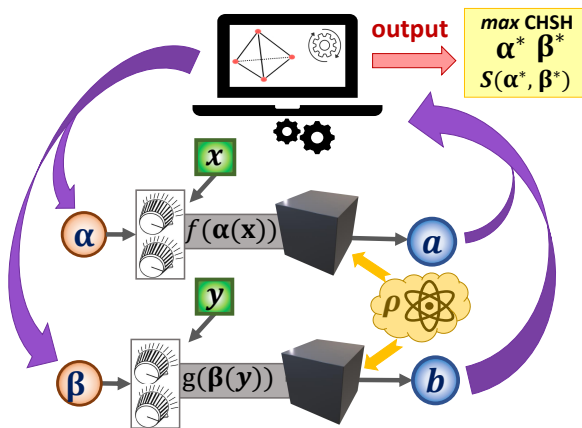 output
max CHSH
α* β*
S(α*, β*)
x
α
f(α(x))
a
y
ρ
β
g(β(y))
b